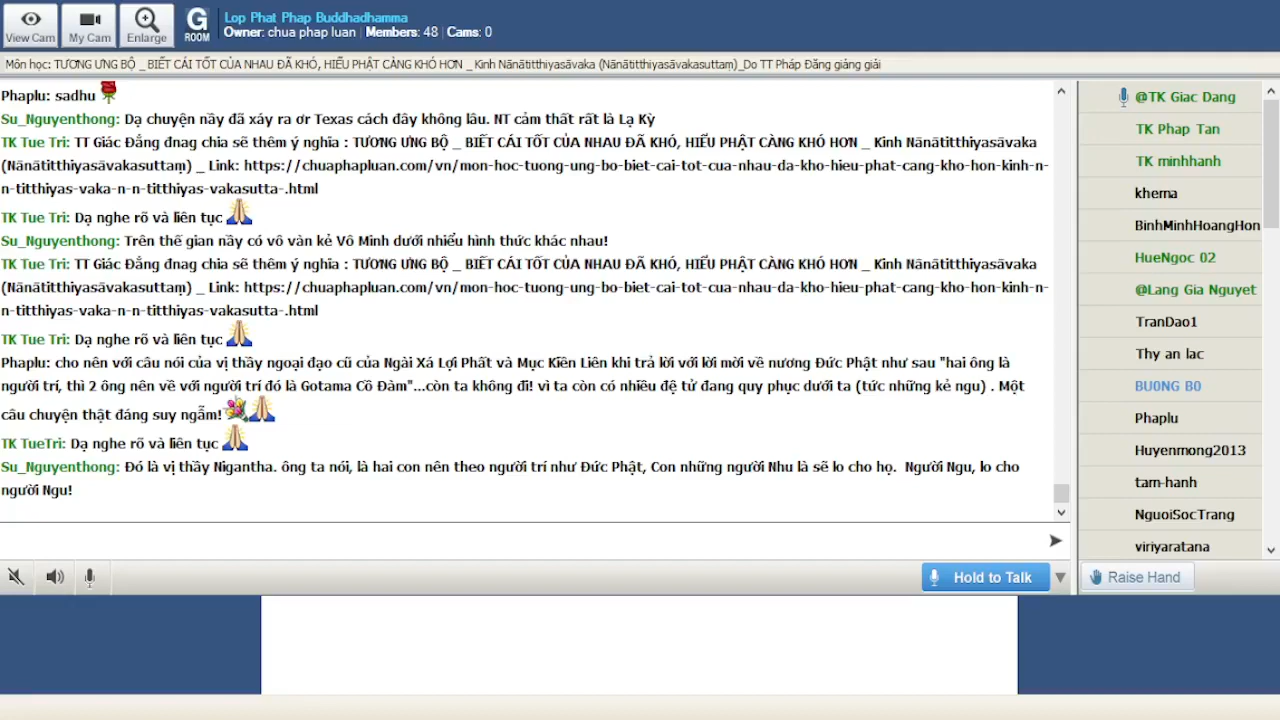 View Cam
My Cam
Enlarge
G
ROOM
Lop Phat Phap Buddhadhamma
Owner: chua phap luan | Members: 48 | Cams: 0
Môn học: TƯƠNG ƯNG BỘ _ BIẾT CÁI TỐT CỦA NHAU ĐÃ KHÓ, HIỂU PHẬT CÀNG KHÓ HƠN _ Kinh Nānātitthiyasāvaka (Nānātitthiyasāvakasuttaṃ)_Do TT Pháp Đăng giảng giải
Phaplu: sadhu
Su_Nguyenthong: Dạ chuyện nầy đã xáy ra ơr Texas cách đây không lâu. NT cảm thất rất là Lạ Kỳ
TK Tue Tri: TT Giác Đẳng đnag chia sẽ thêm ý nghia : TƯƠNG ƯNG BỘ _ BIẾT CÁI TỐT CỦA NHAU ĐÃ KHÓ, HIỂU PHẬT CÀNG KHÓ HƠN _ Kinh Nānātitthiyasāvaka
(Nānātitthiyasāvakasuttaṃ) _ Link: https://chuaphapluan.com/vn/mon-hoc-tuong-ung-bo-biet-cai-tot-cua-nhau-da-kho-hieu-phat-cang-kho-hon-kinh-n-
n-titthiyas-vaka-n-n-titthiyas-vakasutta-.html
TK Tue Tri: Dạ nghe rõ và liên tục
Su_Nguyenthong: Trên thế gian nầy có vô vàn kẻ Vô Minh dưới nhiểu hình thức khác nhau!
TK Tue Tri: TT Giác Đẳng đnag chia sẽ thêm ý nghia : TƯƠNG ƯNG BỘ _ BIẾT CÁI TỐT CỦA NHAU ĐÃ KHÓ, HIỂU PHẬT CÀNG KHÓ HƠN _ Kinh Nānātitthiyasāvaka
(Nānātitthiyasāvakasuttaṃ) _ Link: https://chuaphapluan.com/vn/mon-hoc-tuong-ung-bo-biet-cai-tot-cua-nhau-da-kho-hieu-phat-cang-kho-hon-kinh-n-
n-titthiyas-vaka-n-n-titthiyas-vakasutta-.html
TK Tue Tri: Dạ nghe rõ và liên tục
Phaplu: cho nên với câu nói của vị thầy ngoại đạo cũ của Ngài Xá Lợi Phất và Mục Kiên Liên khi trả lời với lời mời về nương Đức Phật như sau "hai ông là
người trí, thì 2 ông nên về với người trí đó là Gotama Cồ Đàm"...còn ta không đi! vì ta còn có nhiều đệ tử đang quy phục dưới ta (tức những kẻ ngu) . Một
câu chuyện thật đáng suy ngẫm!
TK TueTri: Dạ nghe rõ và liên tục
Su_Nguyenthong: Đó là vị thầy Nigantha. ông ta nói, là hai con nên theo người trí như Đức Phật, Con những người Nhu là sẽ lo cho họ.  Người Ngu, lo cho
người Ngu!
Hold to Talk
@TK Giac Dang
TK Phap Tan
TK minhhanh
khema
BinhMinhHoangHon
HueNgoc 02
@Lang Gia Nguyet
TranDao1
Thy an lac
BU0NG B0
Phaplu
Huyenmong2013
tam-hanh
NguoiSocTrang
viriyaratana
Raise Hand